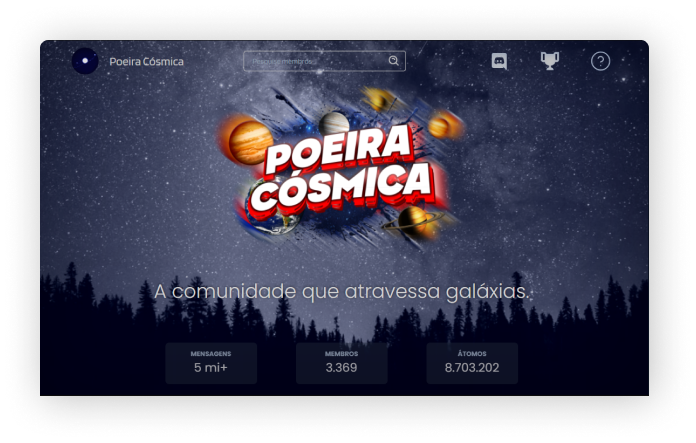 Poeira Cósmica
Pesquise membros...
POEIRA
CÓSMICA
A comunidade que atravessa galáxias.
MENSAGENS
5 mi+
MEMBROS
3.369
ÁTOMOS
8.703.202